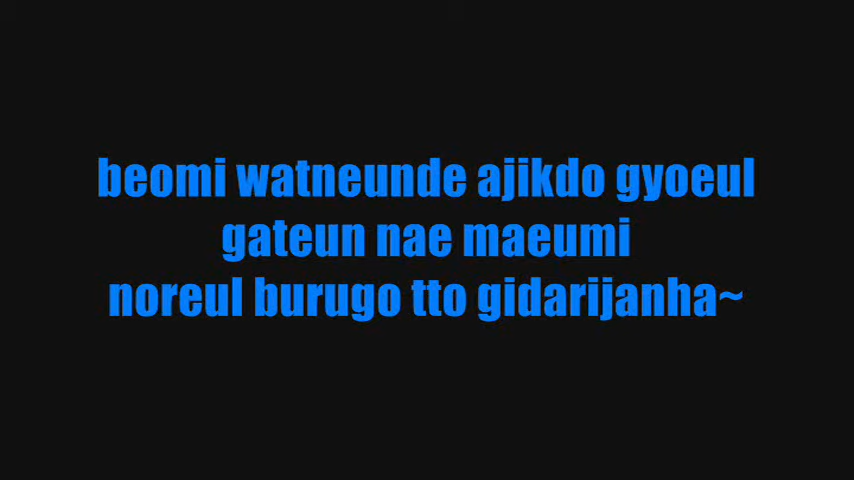 beomi watneunde ajikdo gyoeul
gateun nae maeumi
noreul burugo tto gidarijanha~